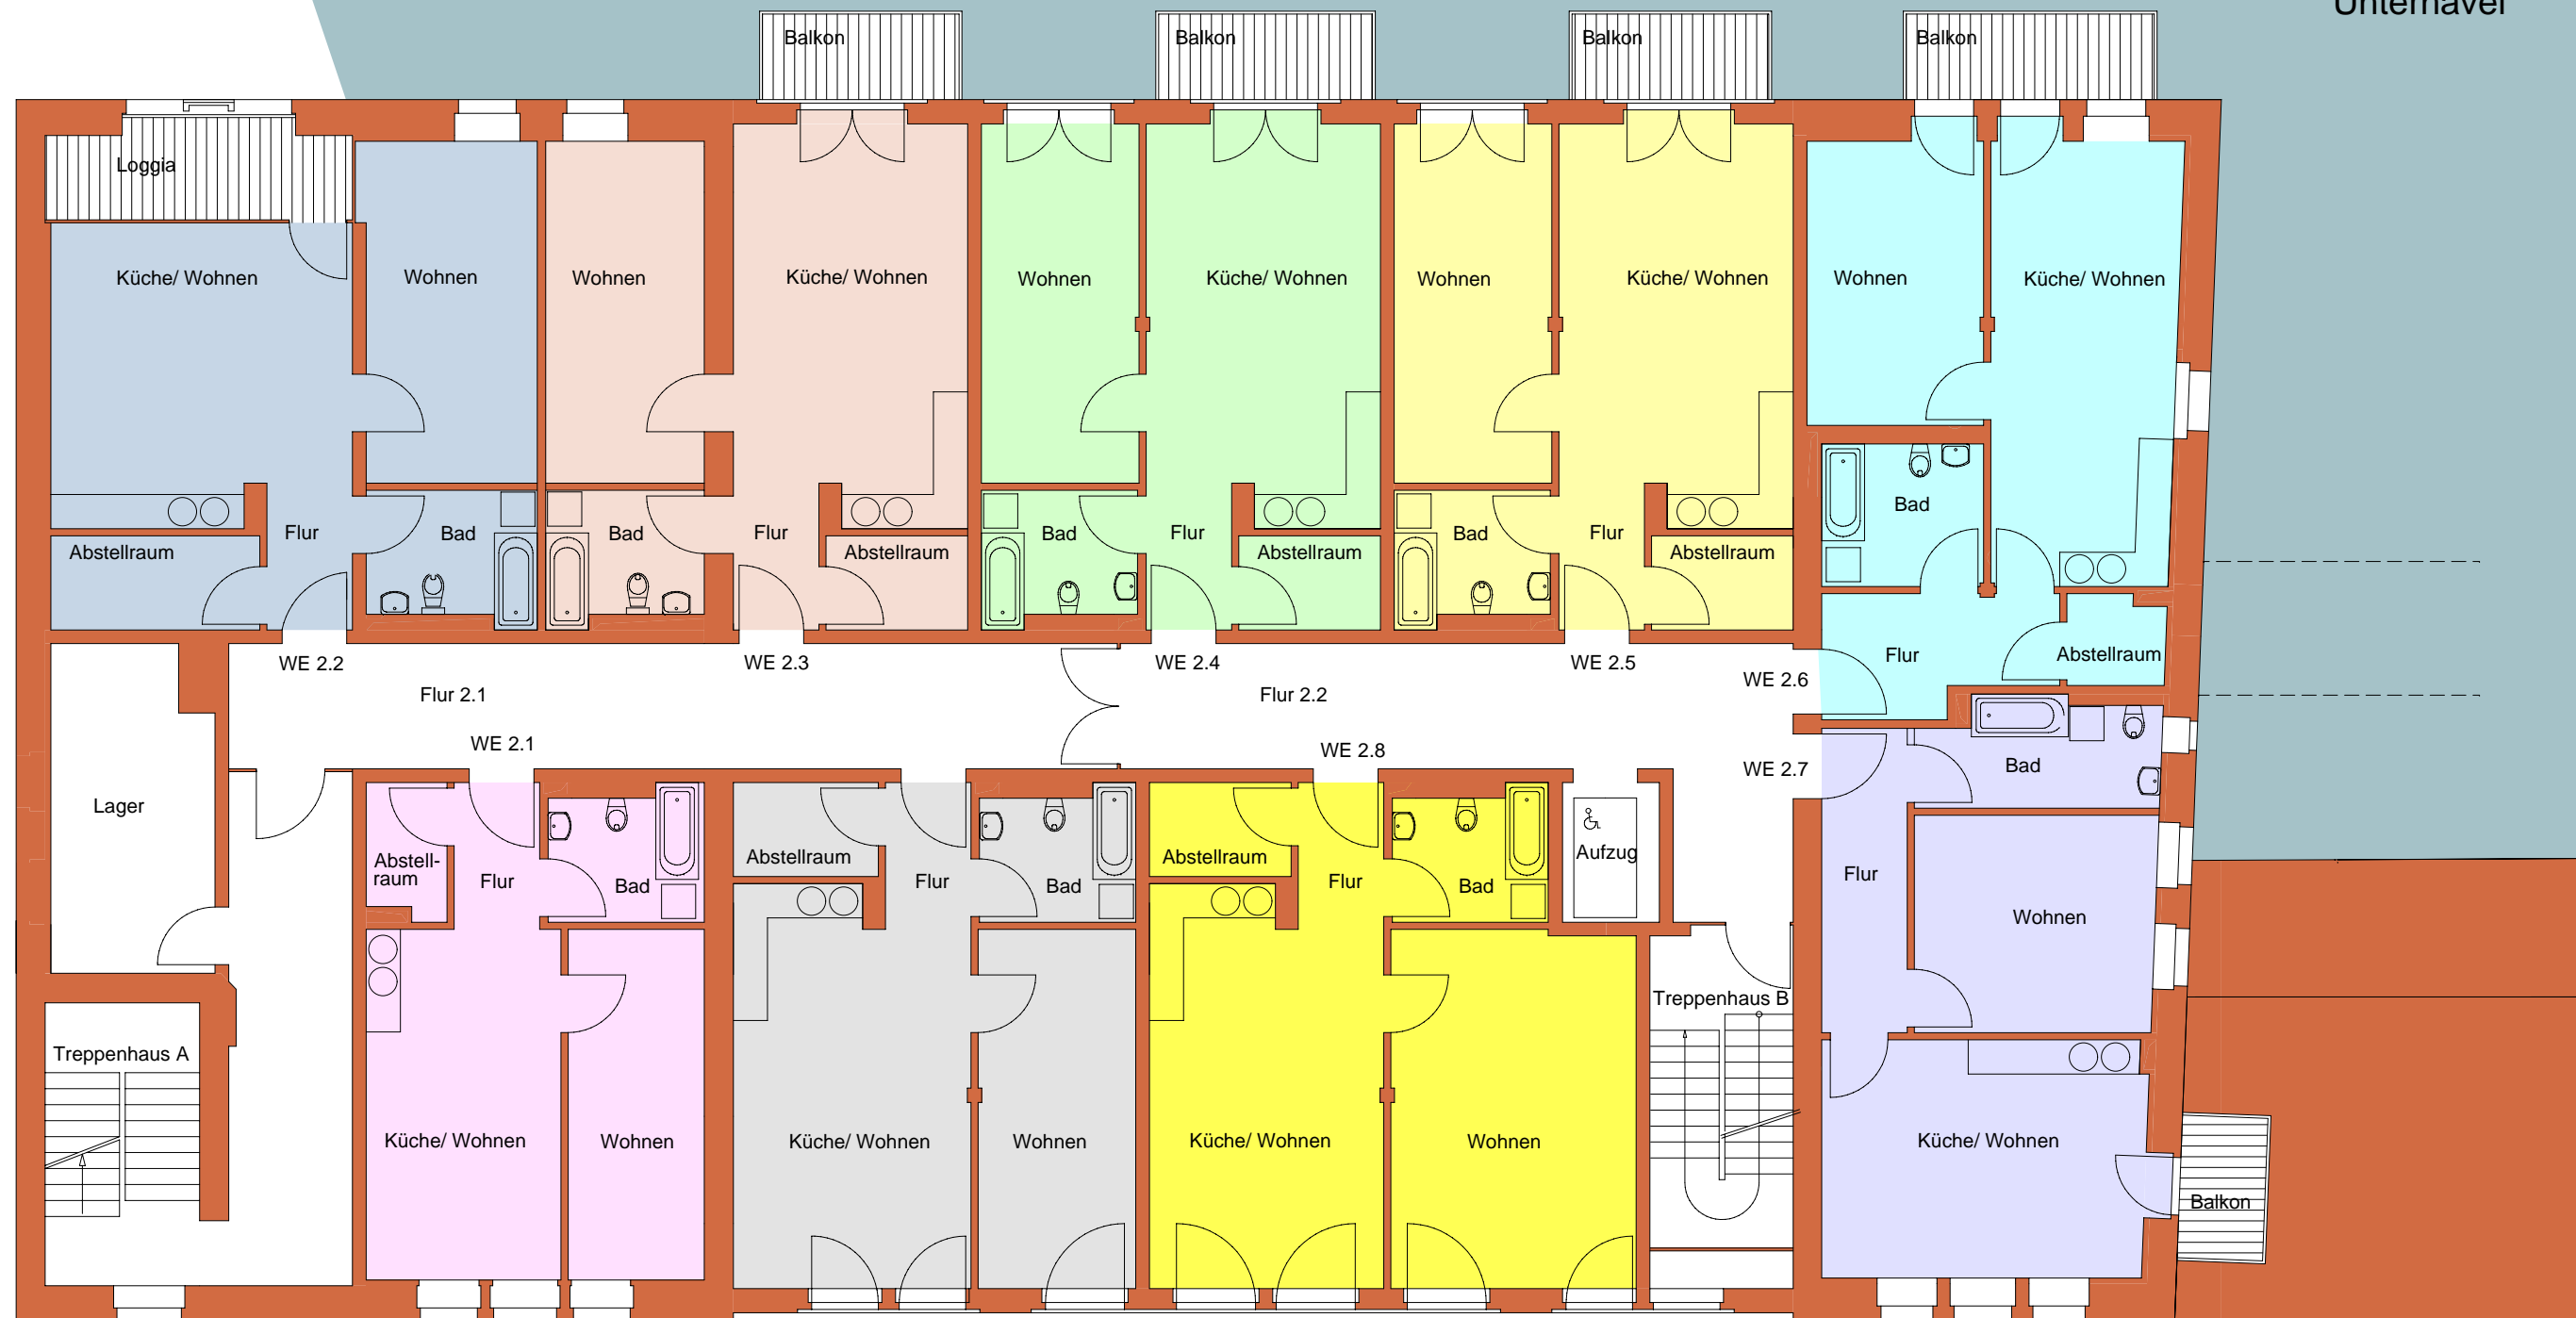 Unterhavel
Balkon
Balkon
Balkon
Balkon
Loggia
Küche/ Wohnen
Wohnen
Wohnen
Küche/ Wohnen
Wohnen
Küche/ Wohnen
Wohnen
Küche/ Wohnen
Wohnen
Küche/ Wohnen
Bad
Flur
Bad
Bad
Flur
Bad
Flur
Bad
Flur
Abstellraum
Abstellraum
Abstellraum
Abstellraum
Flur
Abstellraum
WE 2.2
WE 2.3
WE 2.4
WE 2.5
WE 2.6
Flur 2.1
Flur 2.2
WE 2.1
WE 2.8
WE 2.7
Bad
Lager
Abstell-
raum
Flur
Bad
Abstellraum
Flur
Bad
Abstellraum
Flur
Bad
Aufzug
Flur
Wohnen
Treppenhaus B
Treppenhaus A
Küche/ Wohnen
Wohnen
Küche/ Wohnen
Wohnen
Küche/ Wohnen
Wohnen
Küche/ Wohnen
Balkon